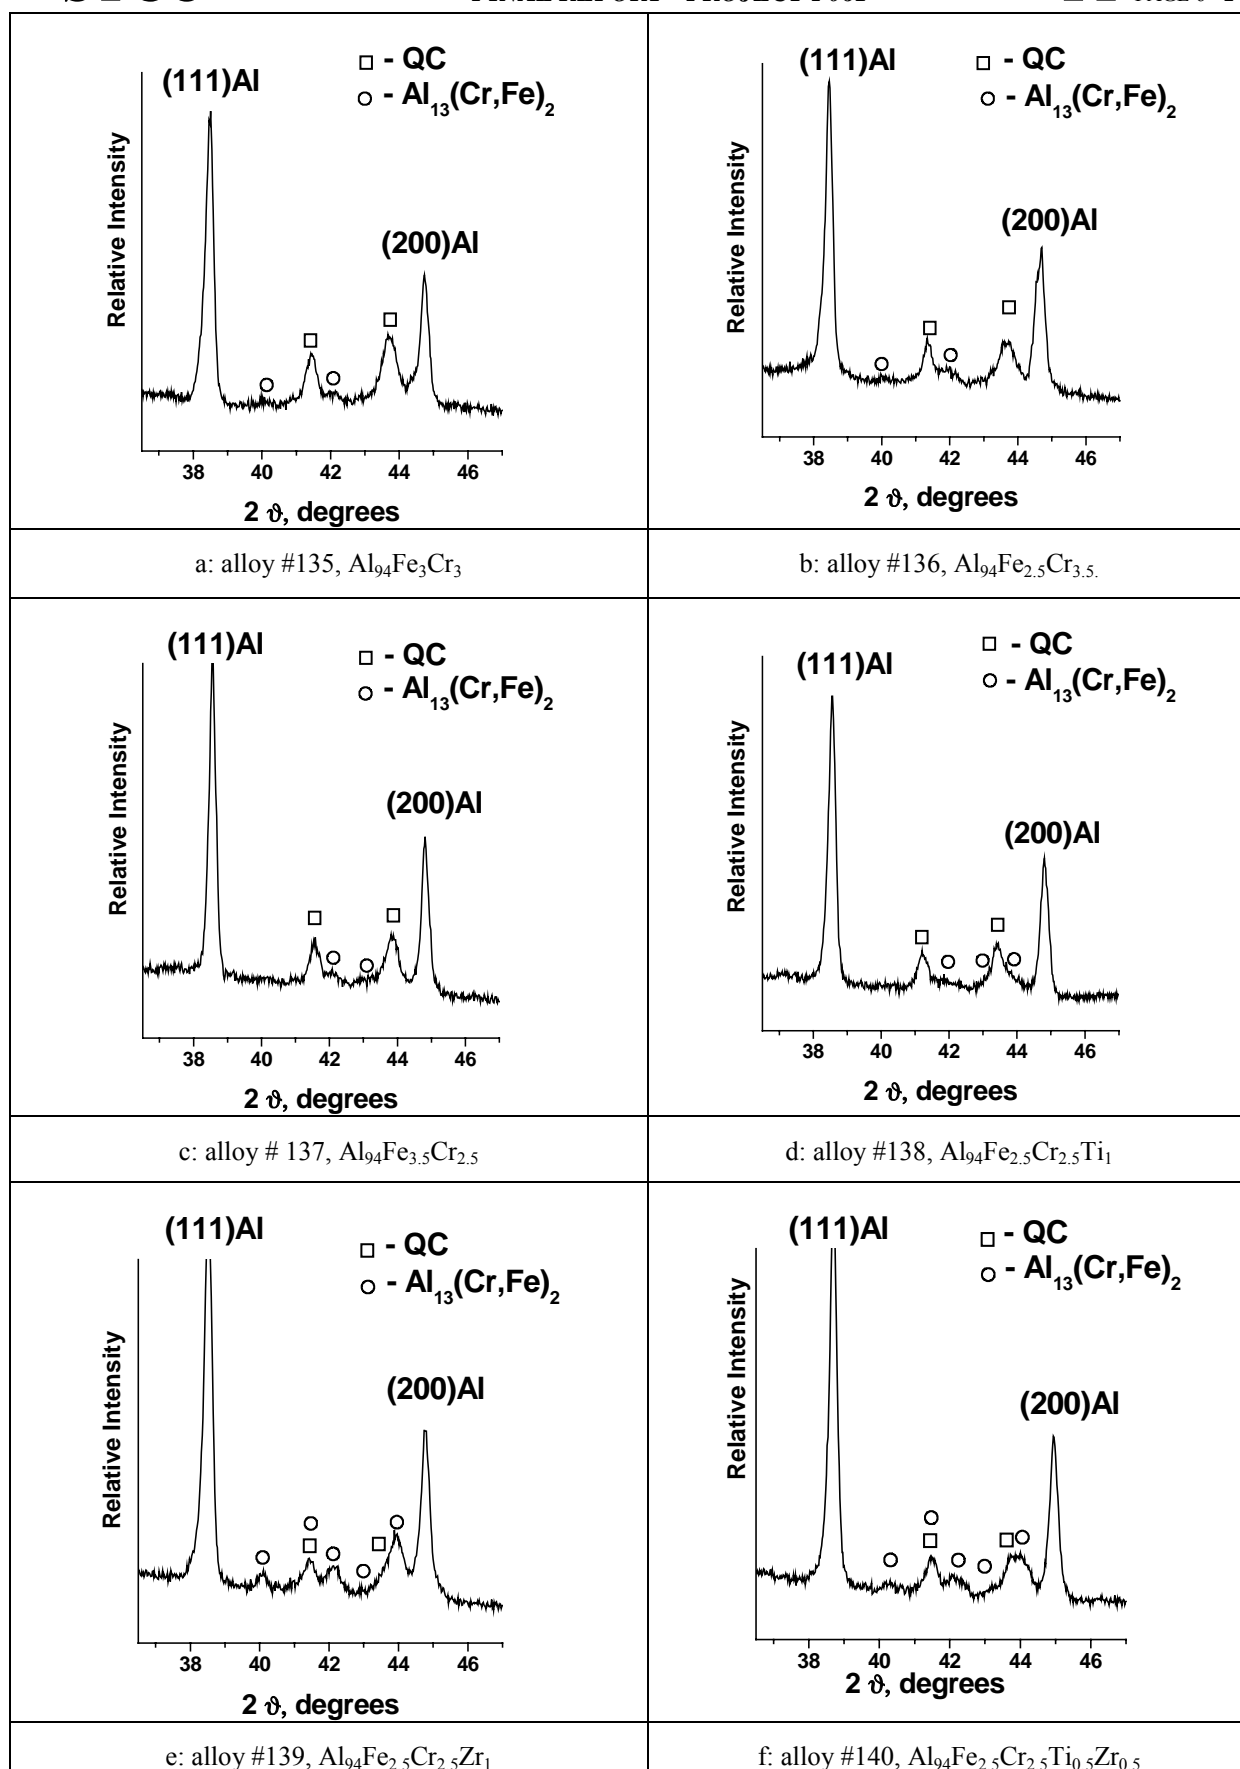 (111)Al
□ - QC
○ - Al13(Cr,Fe)2
(200)Al
Relative Intensity
38 40 42 44 46
2 ϑ, degrees
(111)Al
□ - QC
○ - Al13(Cr,Fe)2
(200)Al
Relative Intensity
38 40 42 44 46
2 ϑ, degrees
a: alloy #135, Al94Fe3Cr3
b: alloy #136, Al94Fe2.5Cr3.5.
(111)Al
□ - QC
○ - Al13(Cr,Fe)2
(200)Al
Relative Intensity
38 40 42 44 46
2 ϑ, degrees
(111)Al
□ - QC
○ - Al13(Cr,Fe)2
(200)Al
Relative Intensity
38 40 42 44 46
2 ϑ, degrees
c: alloy # 137, Al94Fe3.5Cr2.5
d: alloy #138, Al94Fe2.5Cr2.5Ti1
(111)Al
□ - QC
○ - Al13(Cr,Fe)2
(200)Al
Relative Intensity
38 40 42 44 46
2 ϑ, degrees
(111)Al
□ - QC
○ - Al13(Cr,Fe)2
(200)Al
Relative Intensity
38 40 42 44 46
2 ϑ, degrees
e: alloy #139, Al94Fe2.5Cr2.5Zr1
f: alloy #140, Al94Fe2.5Cr2.5Ti0.5Zr0.5